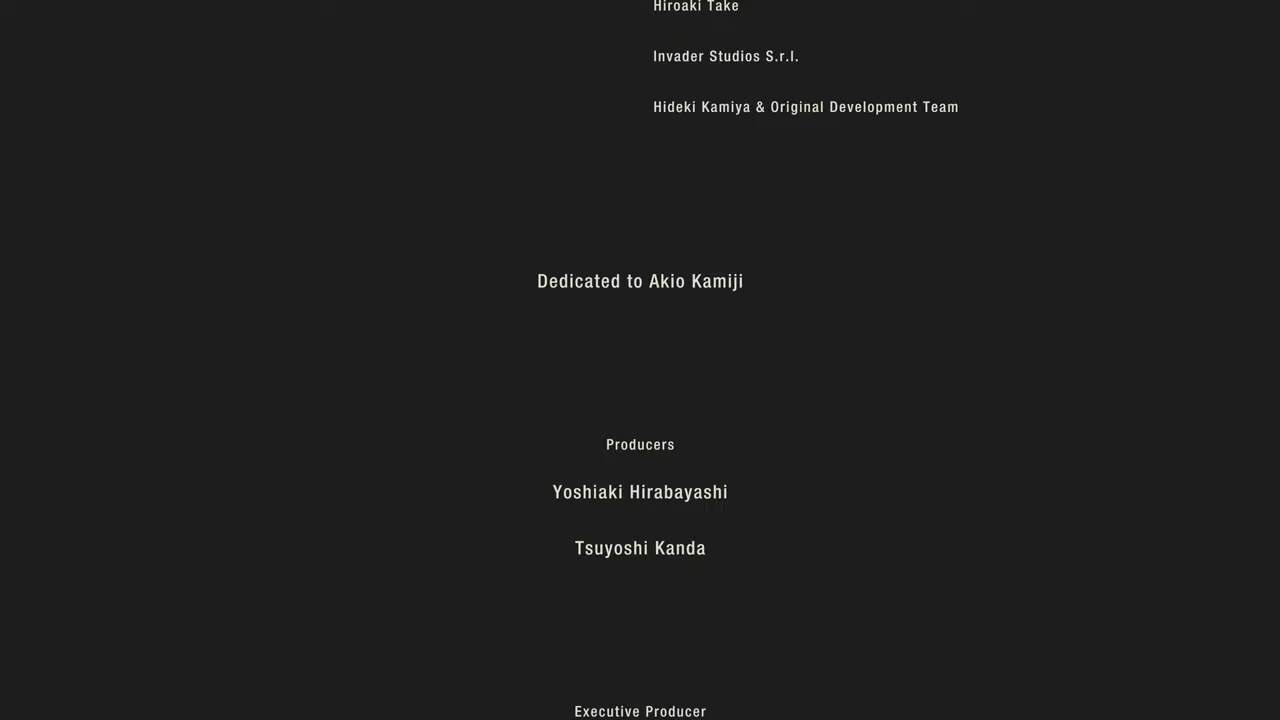 Hiroaki Take
Invader Studios S.r.l.
Hideki Kamiya & Original Development Team
Dedicated to Akio Kamiji
Producers
Yoshiaki Hirabayashi
Tsuyoshi Kanda
Executive Producer